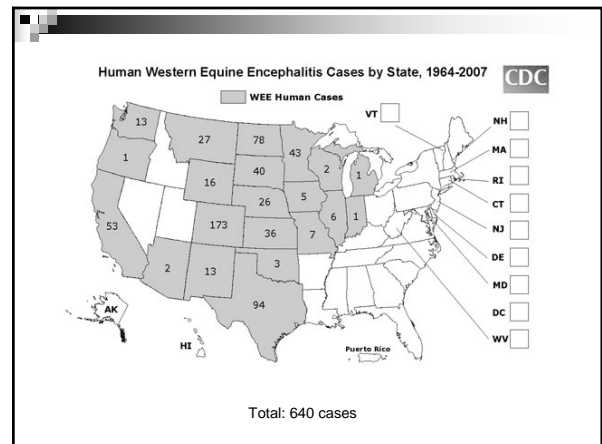 Human Western Equine Encephalitis Cases by State, 1964-2007
CDC
WEE Human Cases
VT
NH
MA
RI
CT
NJ
DE
MD
DC
WV
13
27
78
43
1
16
40
2
1
26
5
53
173
36
6
1
7
2
13
3
94
AK
HI
Puerto Rico
Total: 640 cases